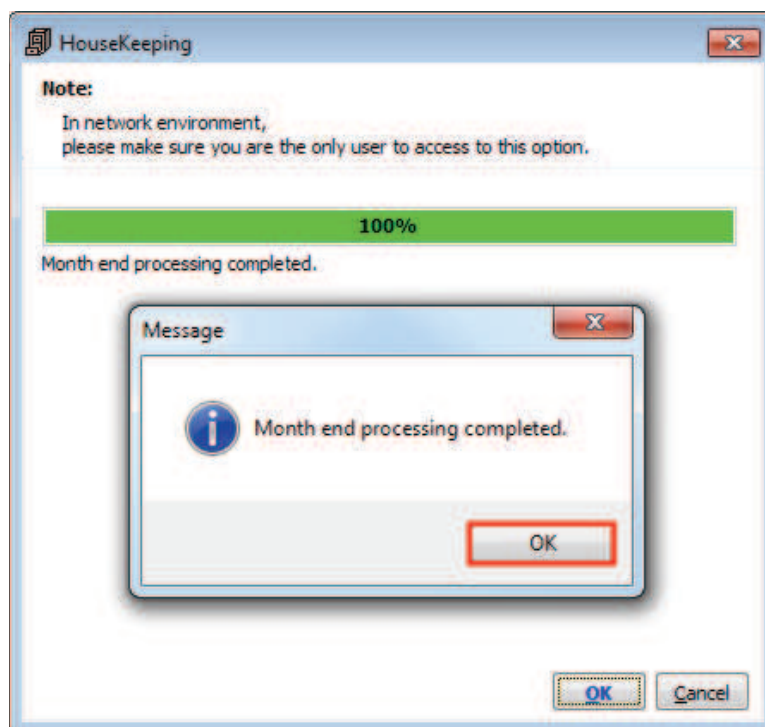 HouseKeeping
Note:
In network environment,
please make sure you are the only user to access to this option.
100%
Month end processing completed.
Message
Month end processing completed.
OK
OK Cancel